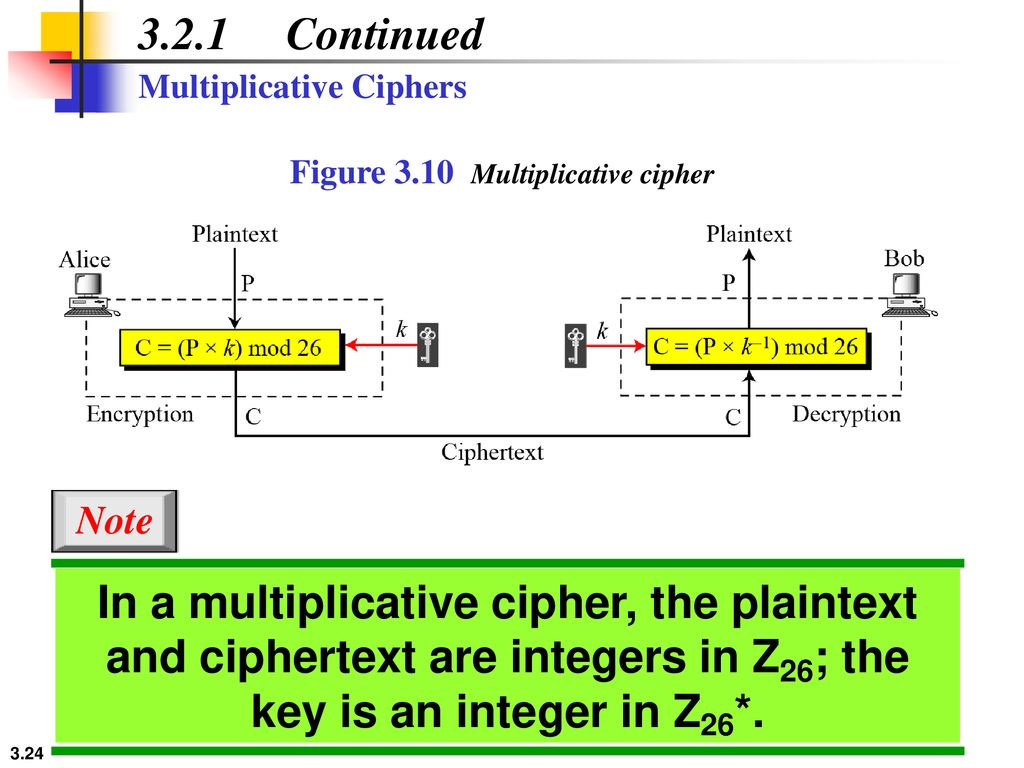 3.2.1 Continued
Multiplicative Ciphers
Figure 3.10 Multiplicative cipher
Plaintext
Plaintext
Alice
Bob
P
P
k
k
C = (P × k) mod 26
C = (P × k⁻¹) mod 26
Encryption
C
C
Decryption
Ciphertext
Note
In a multiplicative cipher, the plaintext
and ciphertext are integers in Z₂₆; the
key is an integer in Z₂₆*.
3.24